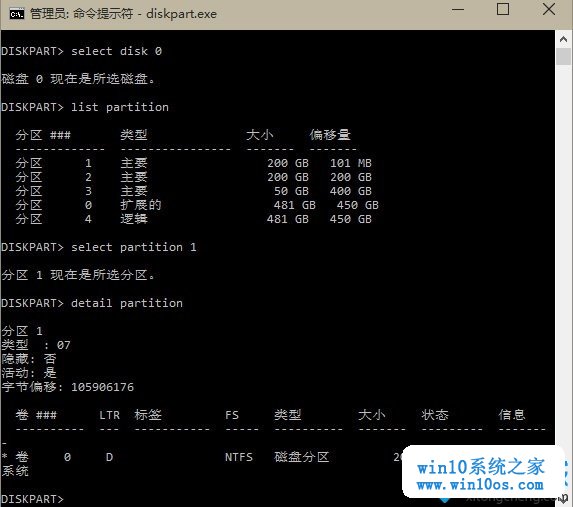 管理员: 命令提示符 - diskpart.exe
DISKPART> select disk 0
磁盘 0 现在是所选磁盘。
DISKPART> list partition
分区 ### 类型 大小 偏移量
------------- ---------------- ------- -------
分区 1 主要 200 GB 101 MB
分区 2 主要 200 GB 200 GB
分区 3 主要 50 GB 400 GB
分区 0 扩展的 481 GB 450 GB
分区 4 逻辑 481 GB 450 GB
DISKPART> select partition 1
分区 1 现在是所选分区。
DISKPART> detail partition
分区 1
类型 : 07
隐藏: 否
活动: 是
字节偏移: 105906176
卷 ### LTR 标签 FS 类型 大小 状态 信息
---------- --- ----------- ----- ---------- ------- --------- -------
-
* 卷 0 D NTFS 磁盘分区
系统
DISKPART>
win10系统之家
www.win10os.com